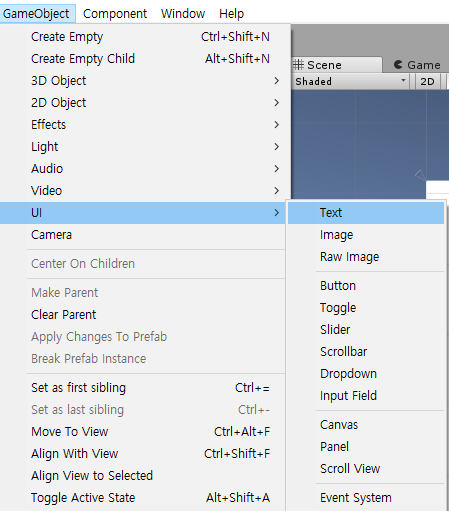 GameObject Component Window Help
Create Empty Ctrl+Shift+N
Create Empty Child Alt+Shift+N
3D Object
2D Object
Effects
Light
Audio
Video
UI
Camera
Center On Children
Make Parent
Clear Parent
Apply Changes To Prefab
Break Prefab Instance
Set as first sibling Ctrl+=
Set as last sibling Ctrl+-
Move To View Ctrl+Alt+F
Align With View Ctrl+Shift+F
Align View to Selected
Toggle Active State Alt+Shift+A
Scene Game
Shaded 2D
Text
Image
Raw Image
Button
Toggle
Slider
Scrollbar
Dropdown
Input Field
Canvas
Panel
Scroll View
Event System